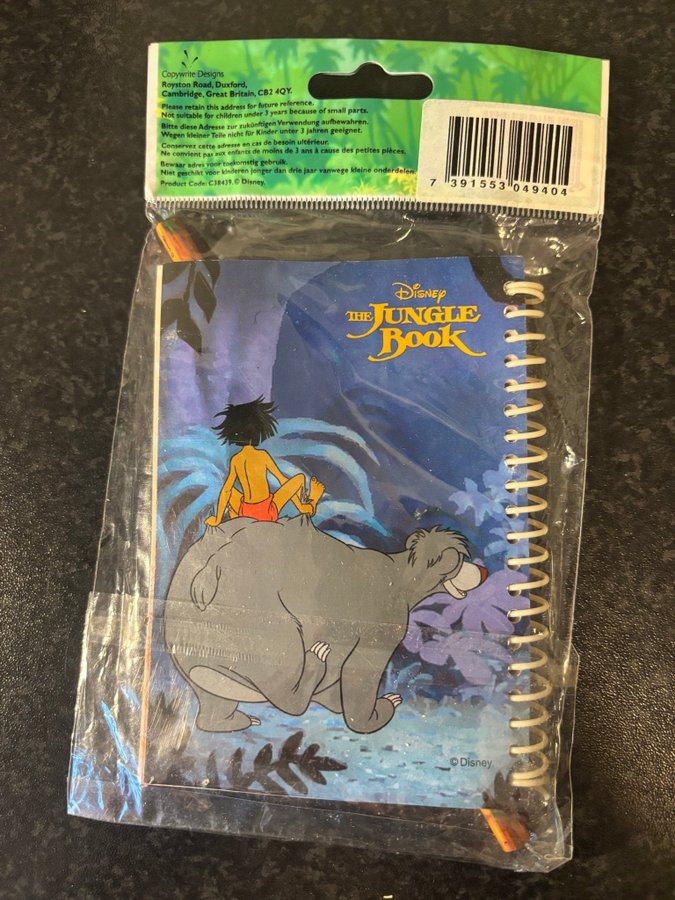 Copywrite Designs
Royston Road, Duxford,
Cambridge, Great Britain, CB2 4QY.
Please retain this address for future reference.
Not suitable for children under 3 years because of small parts.
Bitte diese Adresse zur zukünftigen Verwendung aufbewahren.
Wegen kleiner Teile nicht für Kinder unter 3 jahren geeignet.
Conservez cette adresse en cas de besoin ultérieur.
Ne convient pas aux enfants de moins de 3 ans à cause des petites pièces.
Bewaar adres voor toekomstig gebruik.
Niet geschikt voor kinderen jonger dan drie jaar vanwege kleine onderdelen.
Product Code: C38439. © Disney.
7 391553 049404
Disney
THE JUNGLE
BOOK
© Disney